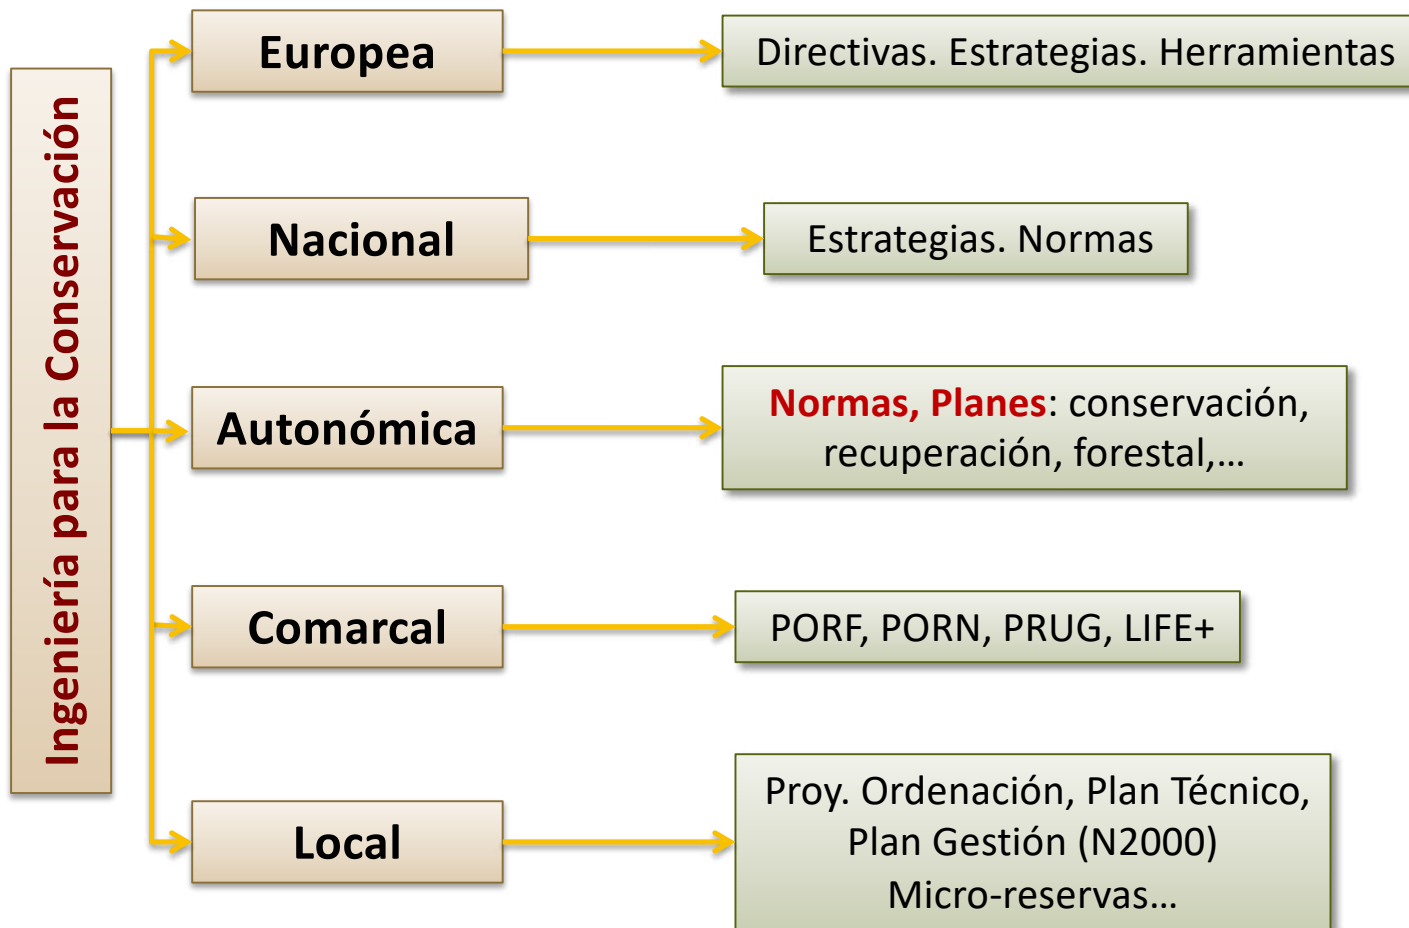 Ingeniería para la Conservación
Europea
Directivas. Estrategias. Herramientas
Nacional
Estrategias. Normas
Autonómica
Normas, Planes: conservación,
recuperación, forestal,...
Comarcal
PORF, PORN, PRUG, LIFE+
Local
Proy. Ordenación, Plan Técnico,
Plan Gestión (N2000)
Micro-reservas...